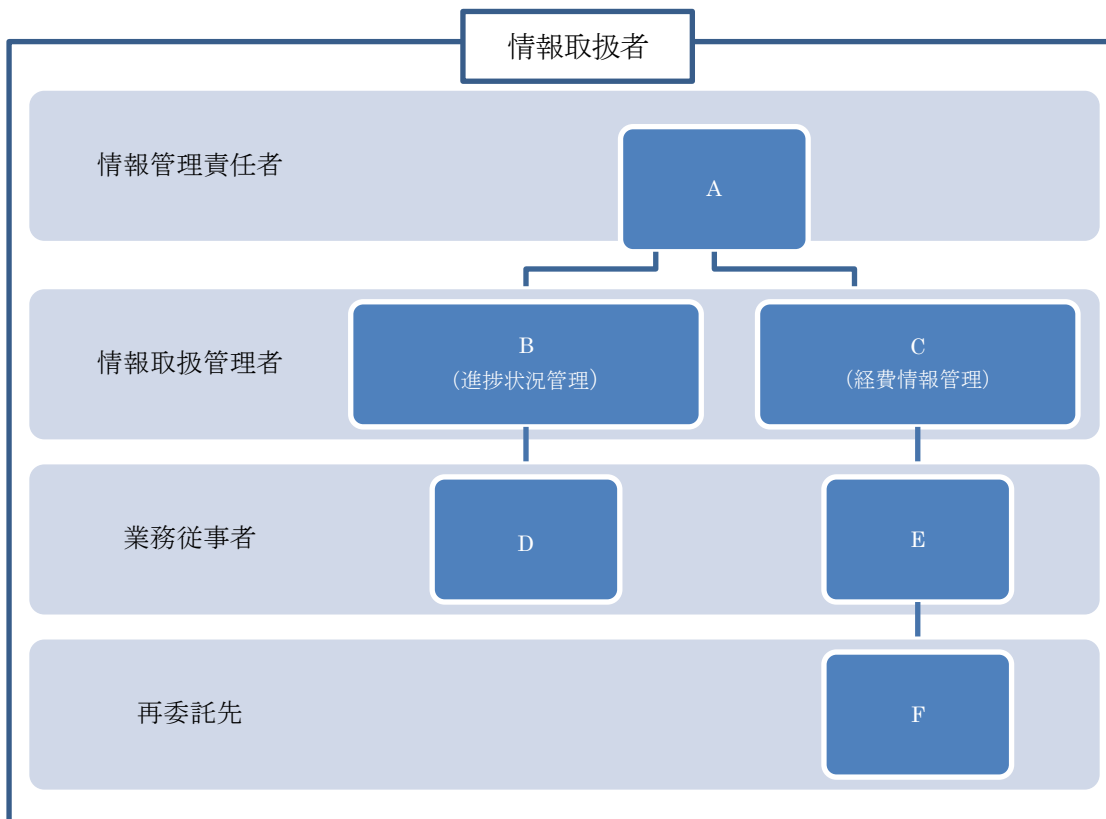 情報取扱者
情報管理責任者
A
情報取扱管理者
B
（進捗状況管理）
C
（経費情報管理）
業務従事者
D
E
再委託先
F